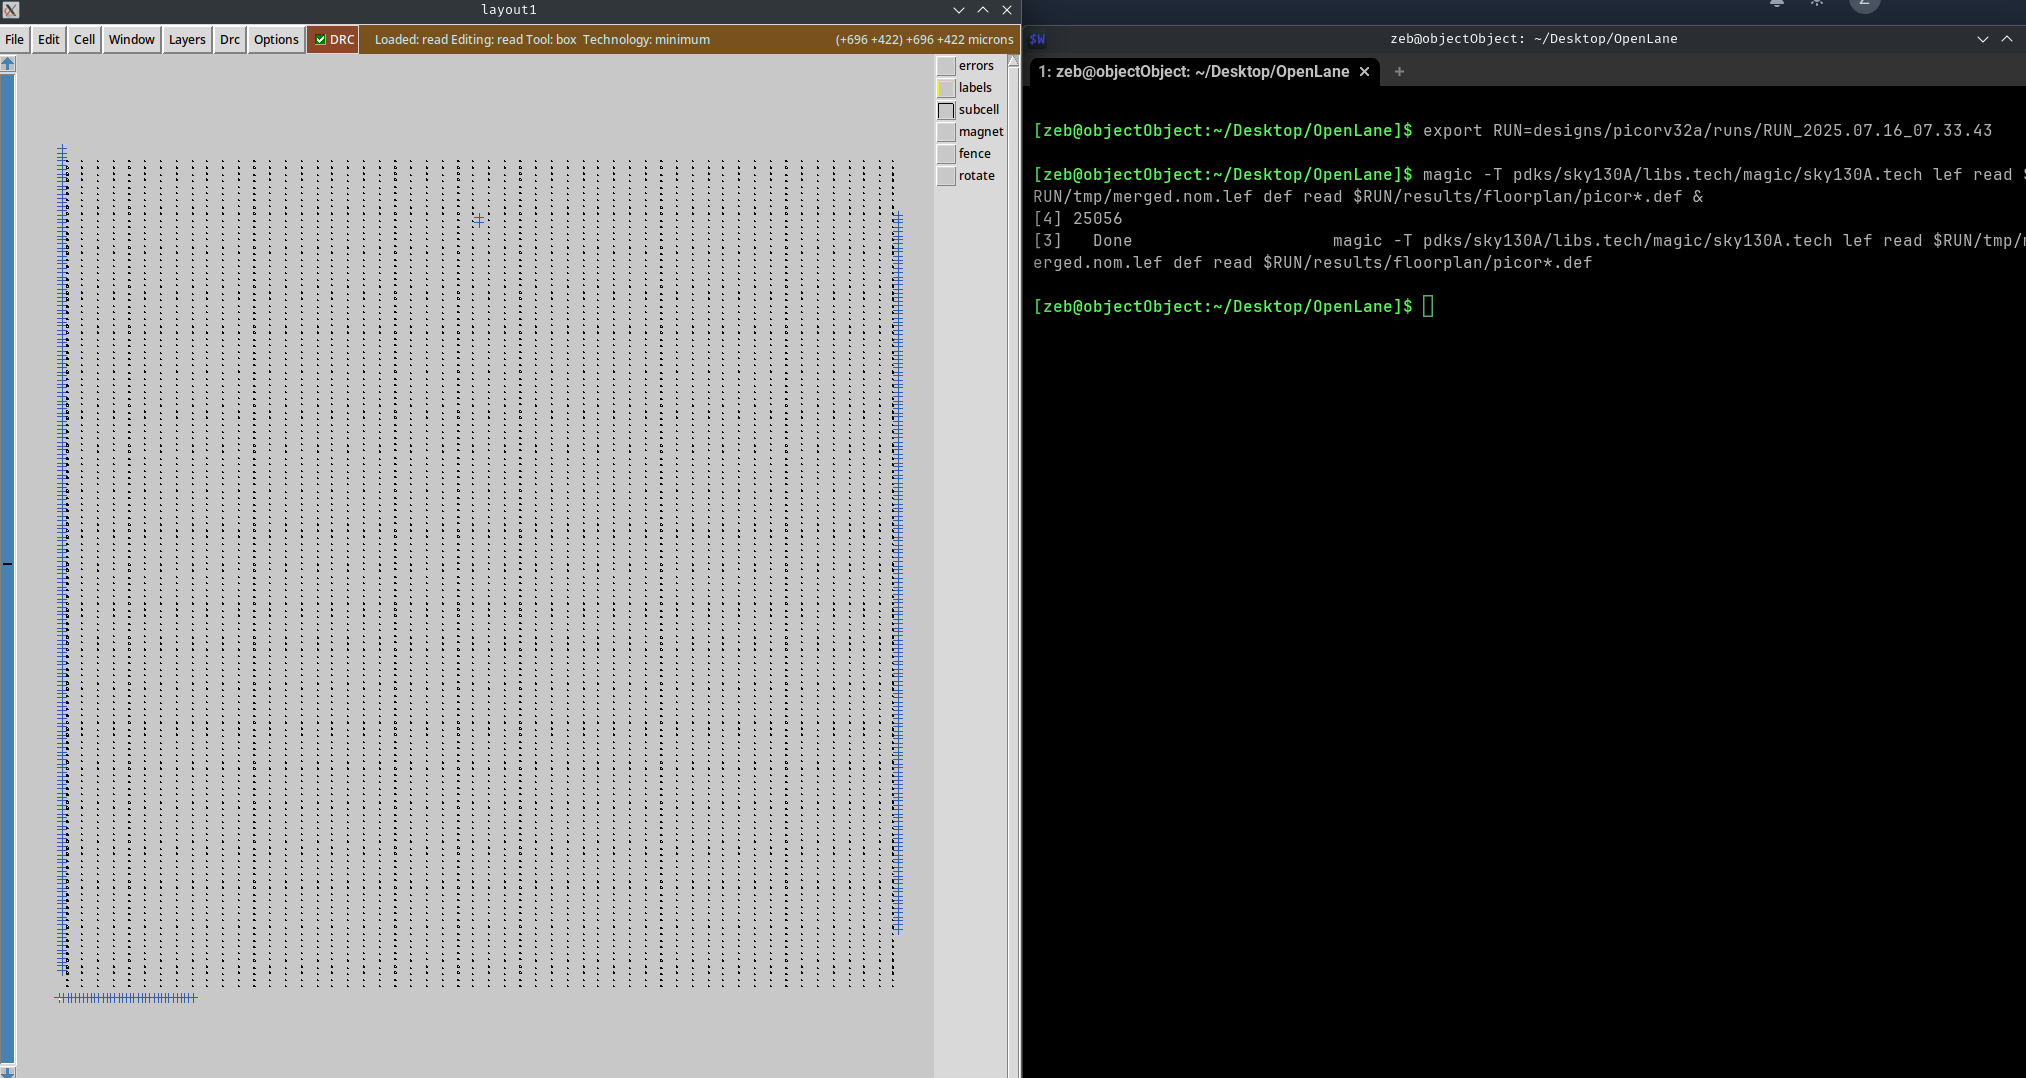 layout1
File Edit Cell Window Layers Drc Options DRC Loaded: read Editing: read Tool: box Technology: minimum (+696 +422) +696 +422 microns
errors
labels
subcell
magnet
fence
rotate
$W zeb@objectObject: ~/Desktop/OpenLane
1: zeb@objectObject: ~/Desktop/OpenLane
[zeb@objectObject:~/Desktop/OpenLane]$ export RUN=designs/picorv32a/runs/RUN_2025.07.16_07.33.43
[zeb@objectObject:~/Desktop/OpenLane]$ magic -T pdks/sky130A/libs.tech/magic/sky130A.tech lef read $
RUN/tmp/merged.nom.lef def read $RUN/results/floorplan/picor*.def &
[4] 25056
[3]   Done                    magic -T pdks/sky130A/libs.tech/magic/sky130A.tech lef read $RUN/tmp/m
erged.nom.lef def read $RUN/results/floorplan/picor*.def
[zeb@objectObject:~/Desktop/OpenLane]$